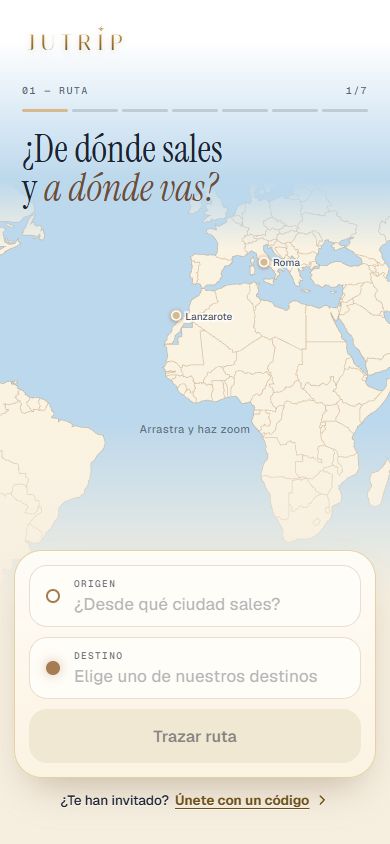 JUTRIP
01 — RUTA
1/7
¿De dónde sales
y a dónde vas?
Roma
Lanzarote
Arrastra y haz zoom
ORIGEN
¿Desde qué ciudad sales?
DESTINO
Elige uno de nuestros destinos
Trazar ruta
¿Te han invitado? Únete con un código >